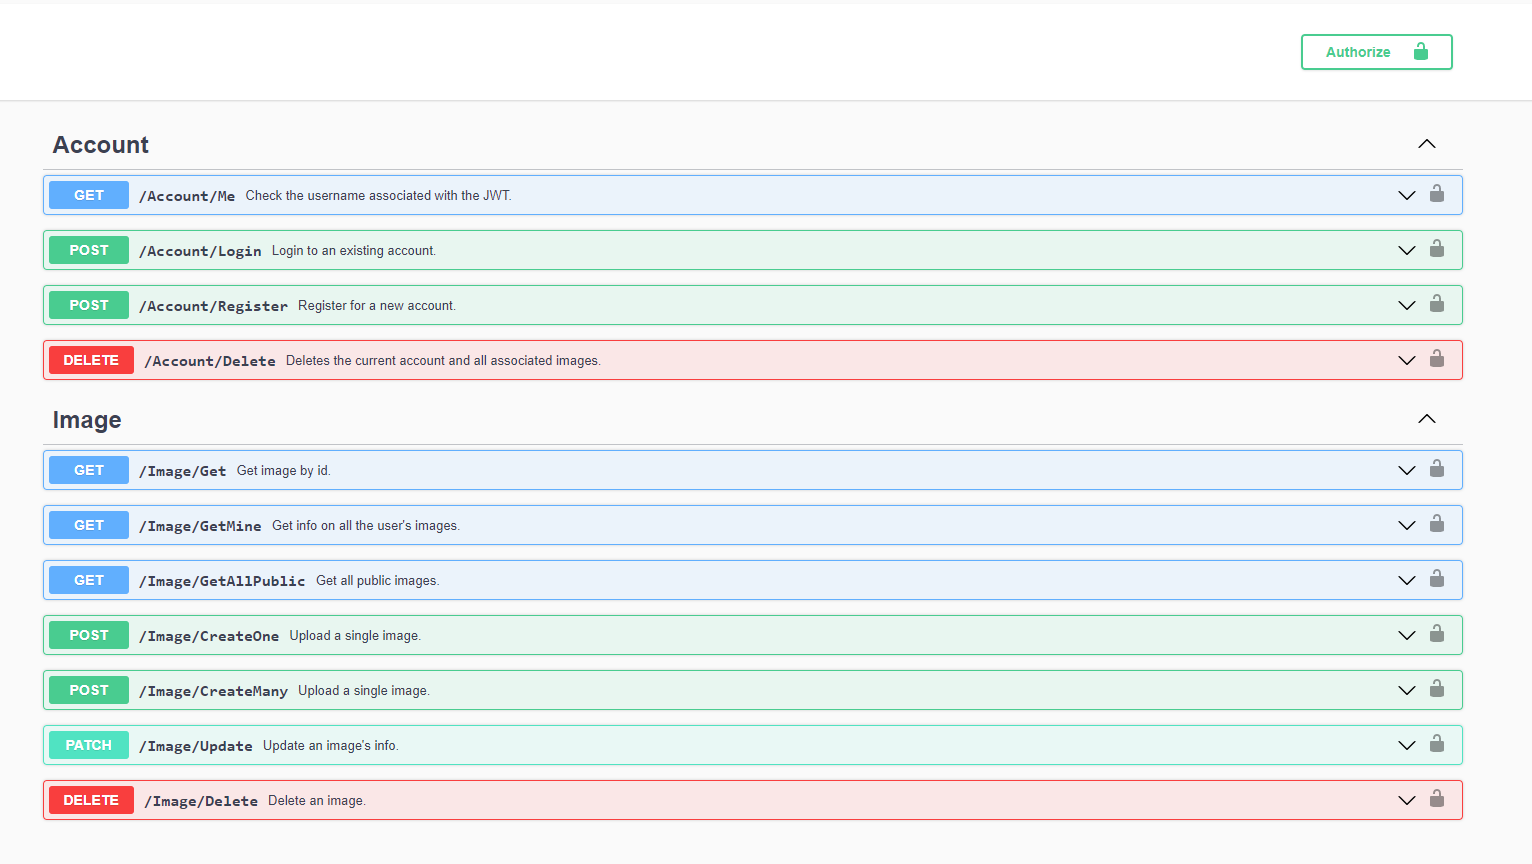 Authorize
Account
GET /Account/Me Check the username associated with the JWT.
POST /Account/Login Login to an existing account.
POST /Account/Register Register for a new account.
DELETE /Account/Delete Deletes the current account and all associated images.
Image
GET /Image/Get Get image by id.
GET /Image/GetMine Get info on all the user's images.
GET /Image/GetAllPublic Get all public images.
POST /Image/CreateOne Upload a single image.
POST /Image/CreateMany Upload a single image.
PATCH /Image/Update Update an image's info.
DELETE /Image/Delete Delete an image.